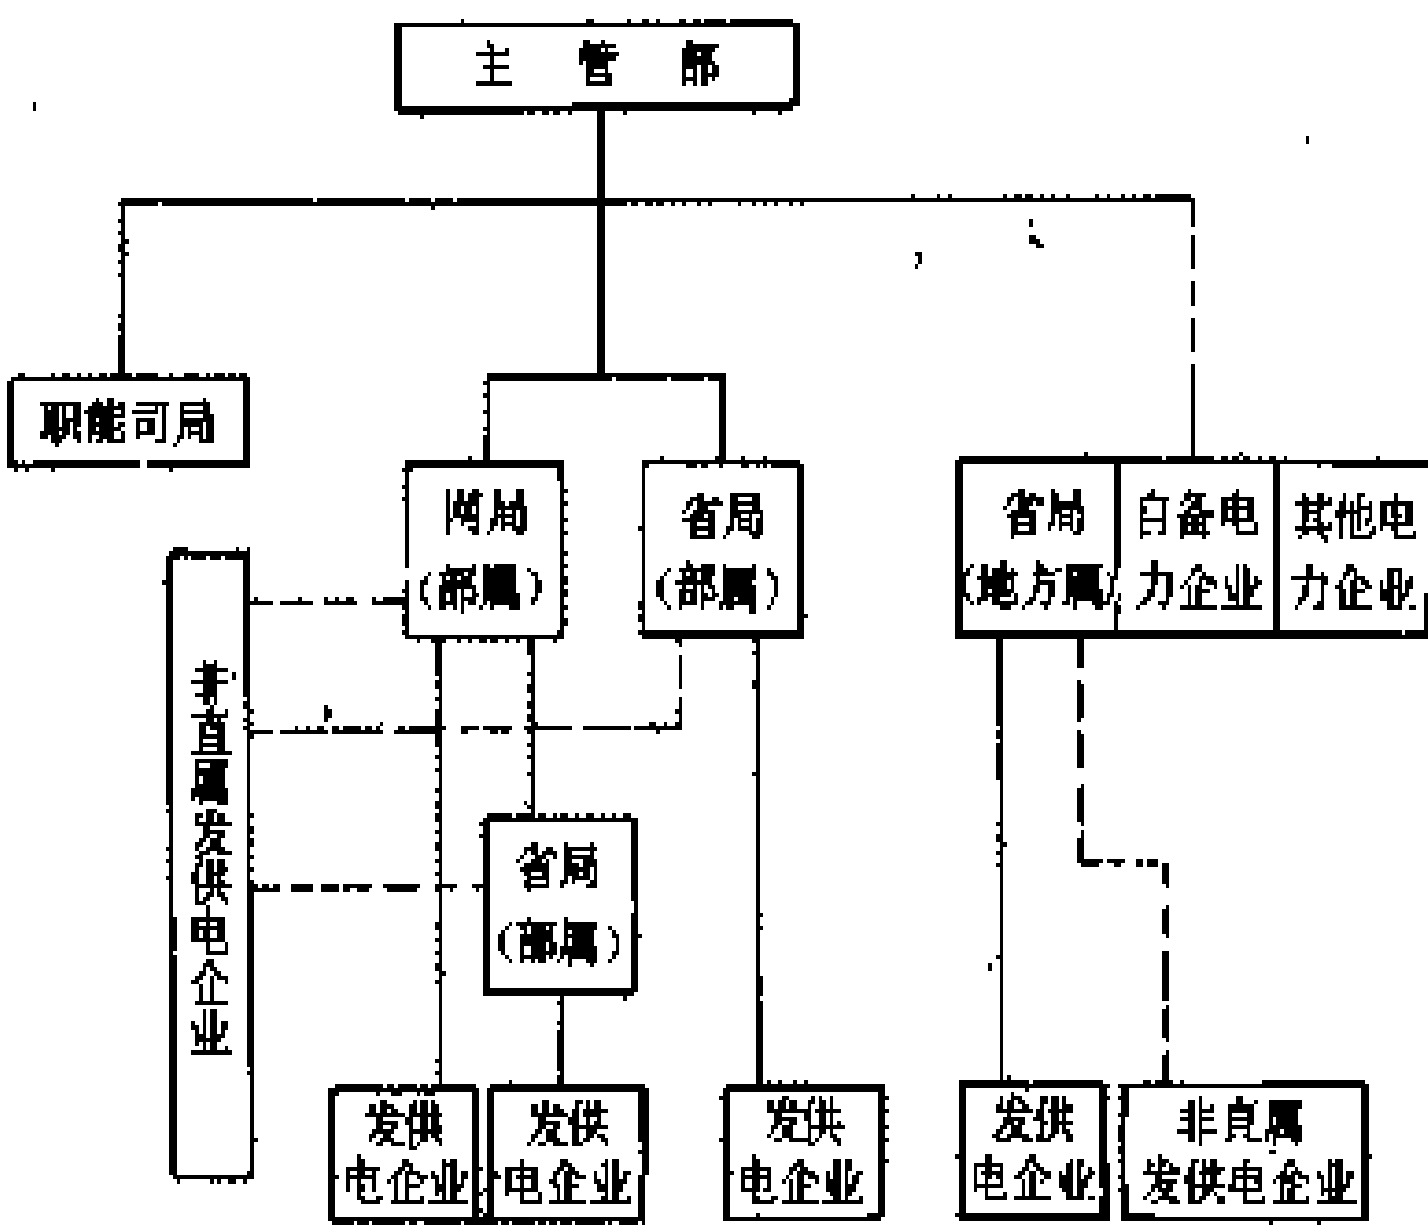 主管部
职能司局
网局
（部属）
省局
（部属）
省局
（地方属）
自备电
力企业
其他电
力企业
非直属发供电企业
省局
（部属）
发供
电企业
发供
电企业
发供
电企业
发供
电企业
非直属
发供电企业